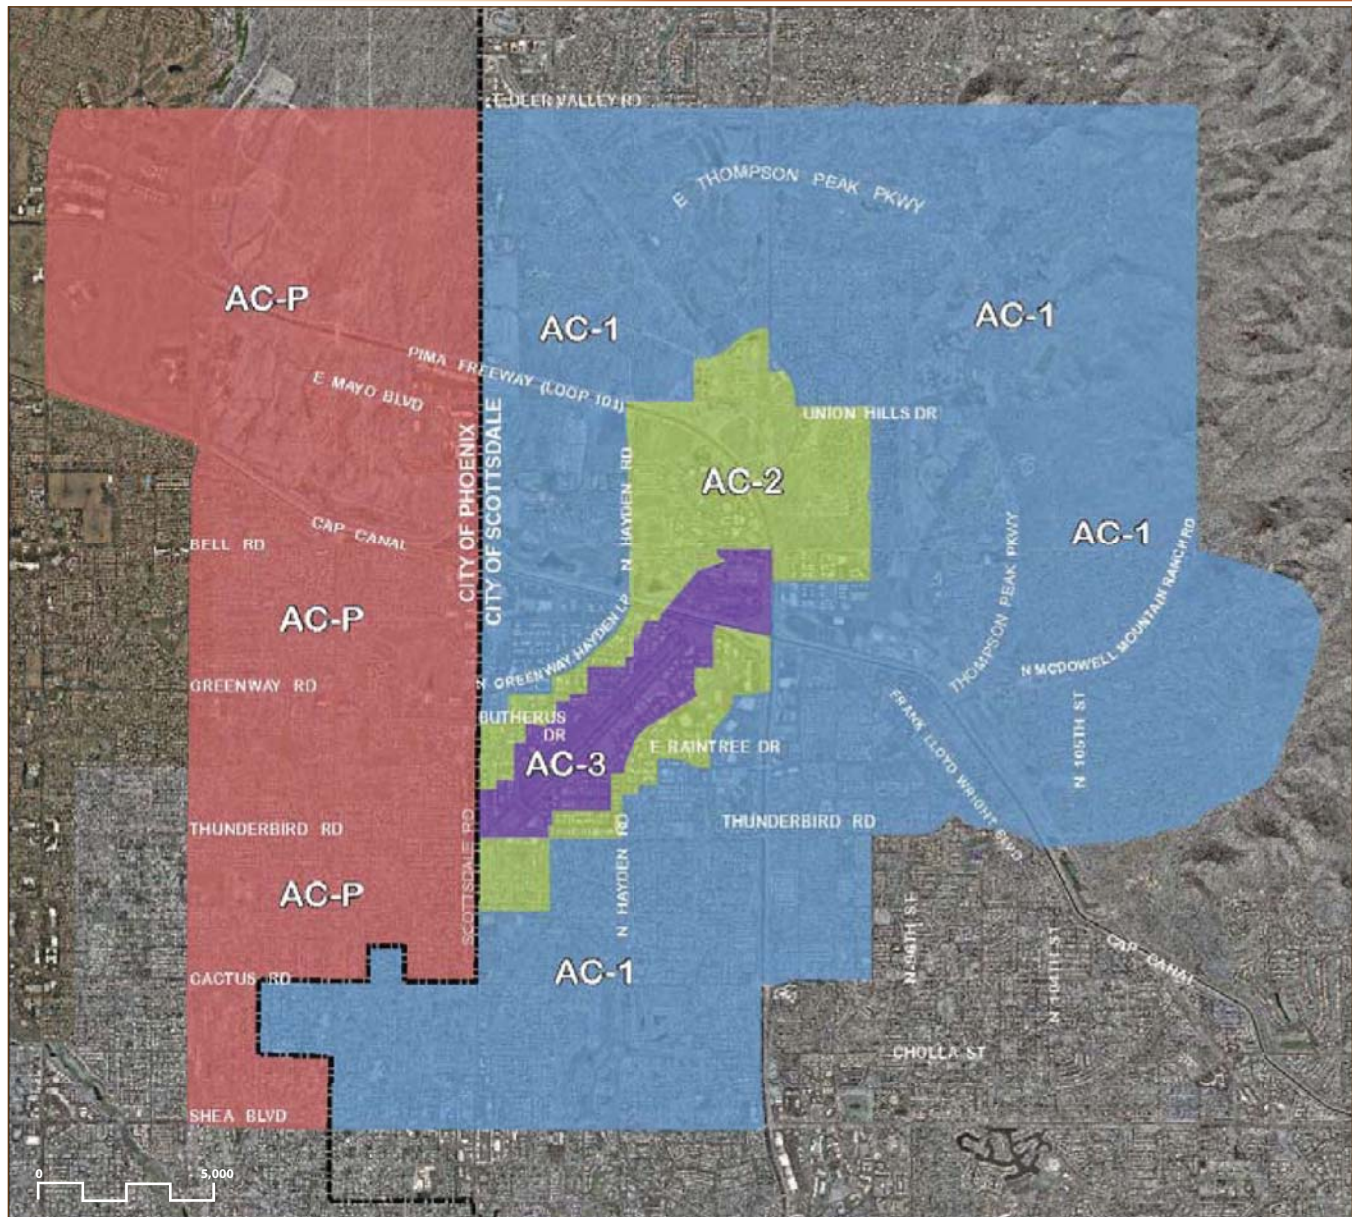 E DEER VALLEY RD
E THOMPSON PEAK PKWY
AC-P
AC-1
AC-1
PIMA FREEWAY (LOOP 101)
E MAYO BLVD
UNION HILLS DR
CITY OF PHOENIX
CITY OF SCOTTSDALE
N HAYDEN RD
AC-2
CAP CANAL
BELL RD
AC-1
THOMPSON PEAK PKWY
N MCDOWELL MOUNTAIN RANCH RD
AC-P
N GREENWAY HAYDEN LP
GREENWAY RD
BUTHERUS
DR
FRANK LLOYD WRIGHT BLVD
N 105TH ST
E RAINTREE DR
AC-3
THUNDERBIRD RD
THUNDERBIRD RD
SCOTTSDALE RD
N HAYDEN RD
AC-P
N 96TH ST
N 104TH ST
CAP CANAL
AC-1
CACTUS RD
CHOLLA ST
SHEA BLVD
0 5,000